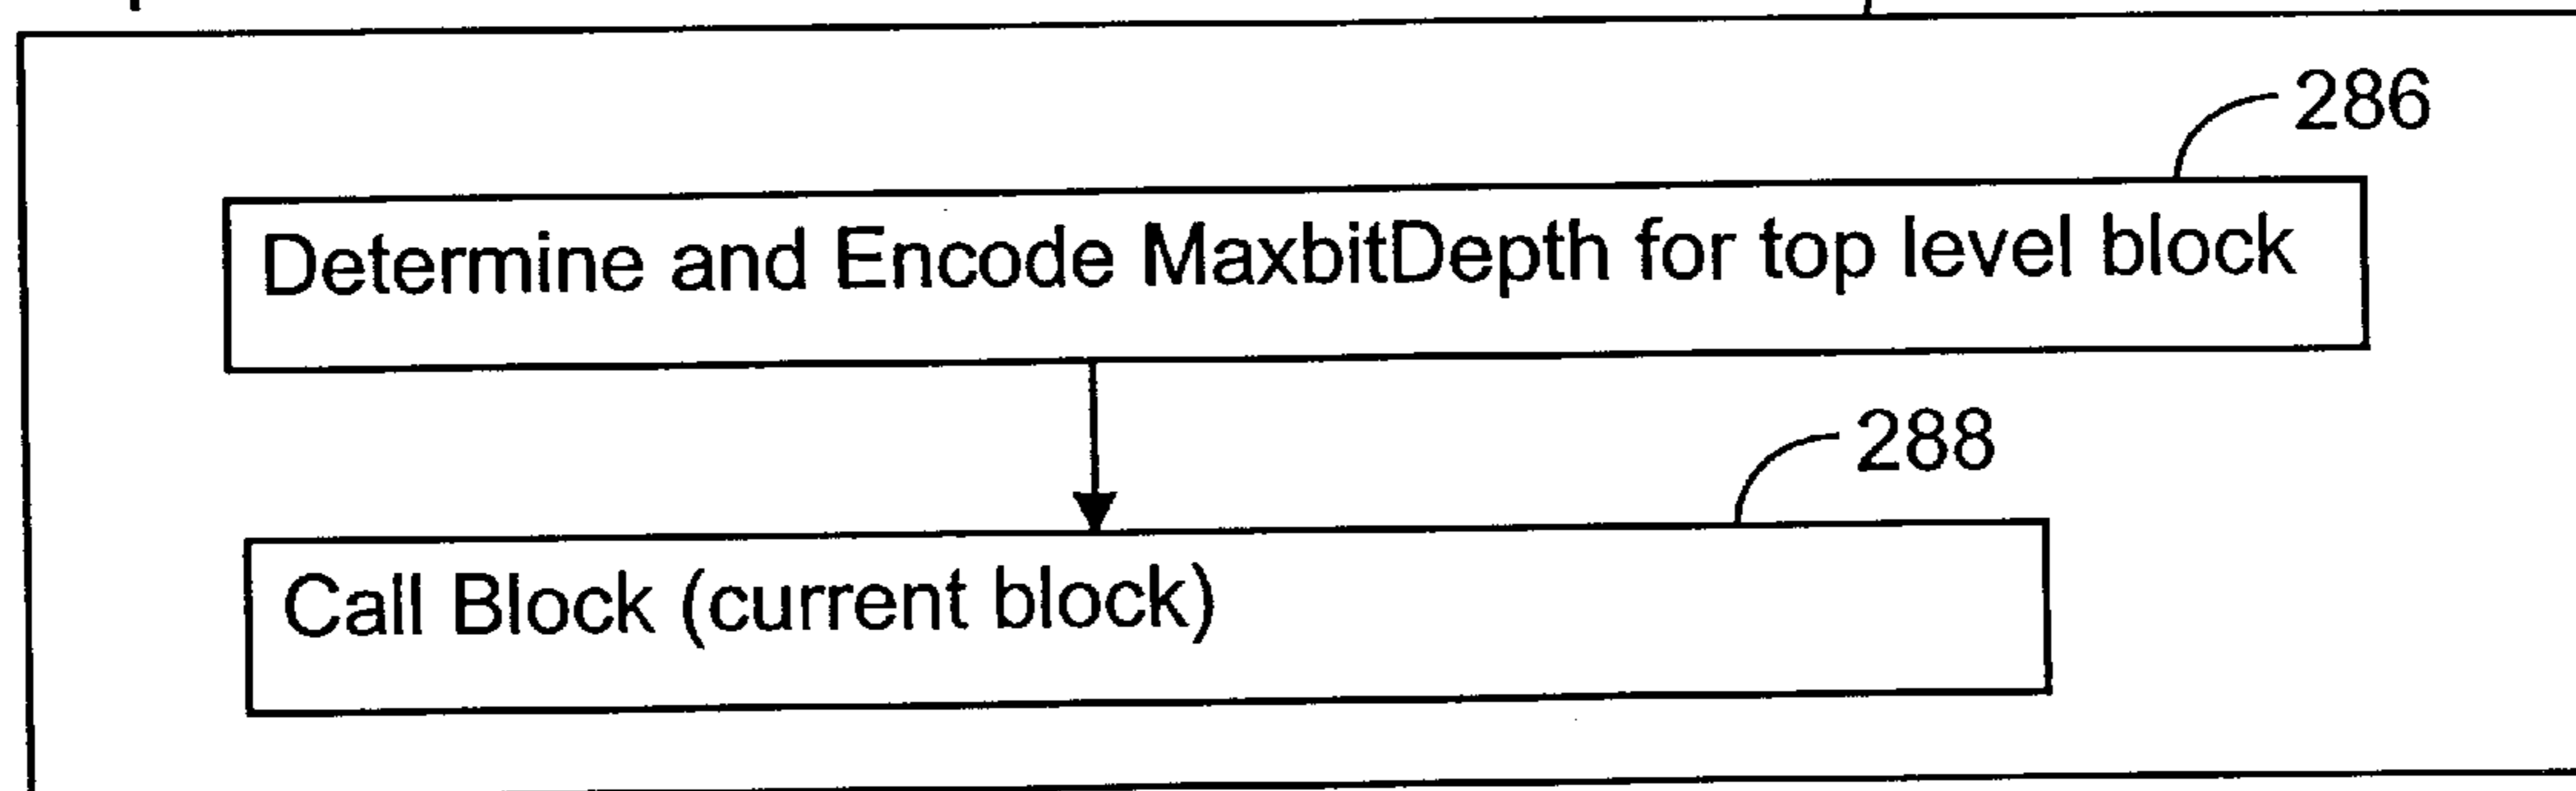 286
Determine and Encode MaxbitDepth for top level block
288
Call Block (current block)